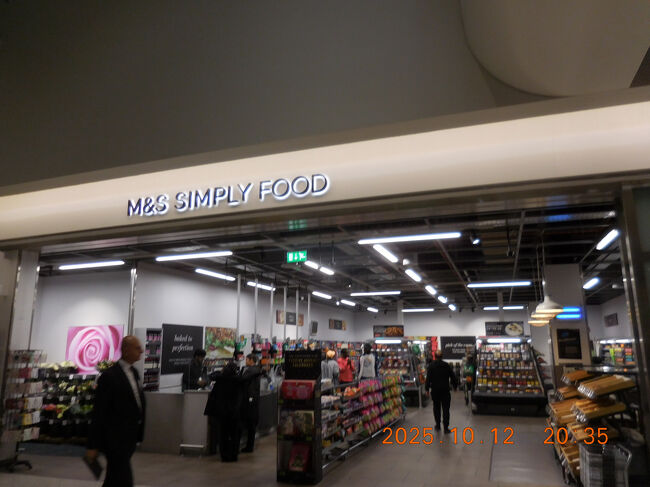 M&S SIMPLY FOOD
baked to
perfection
2025.10.12 20:35